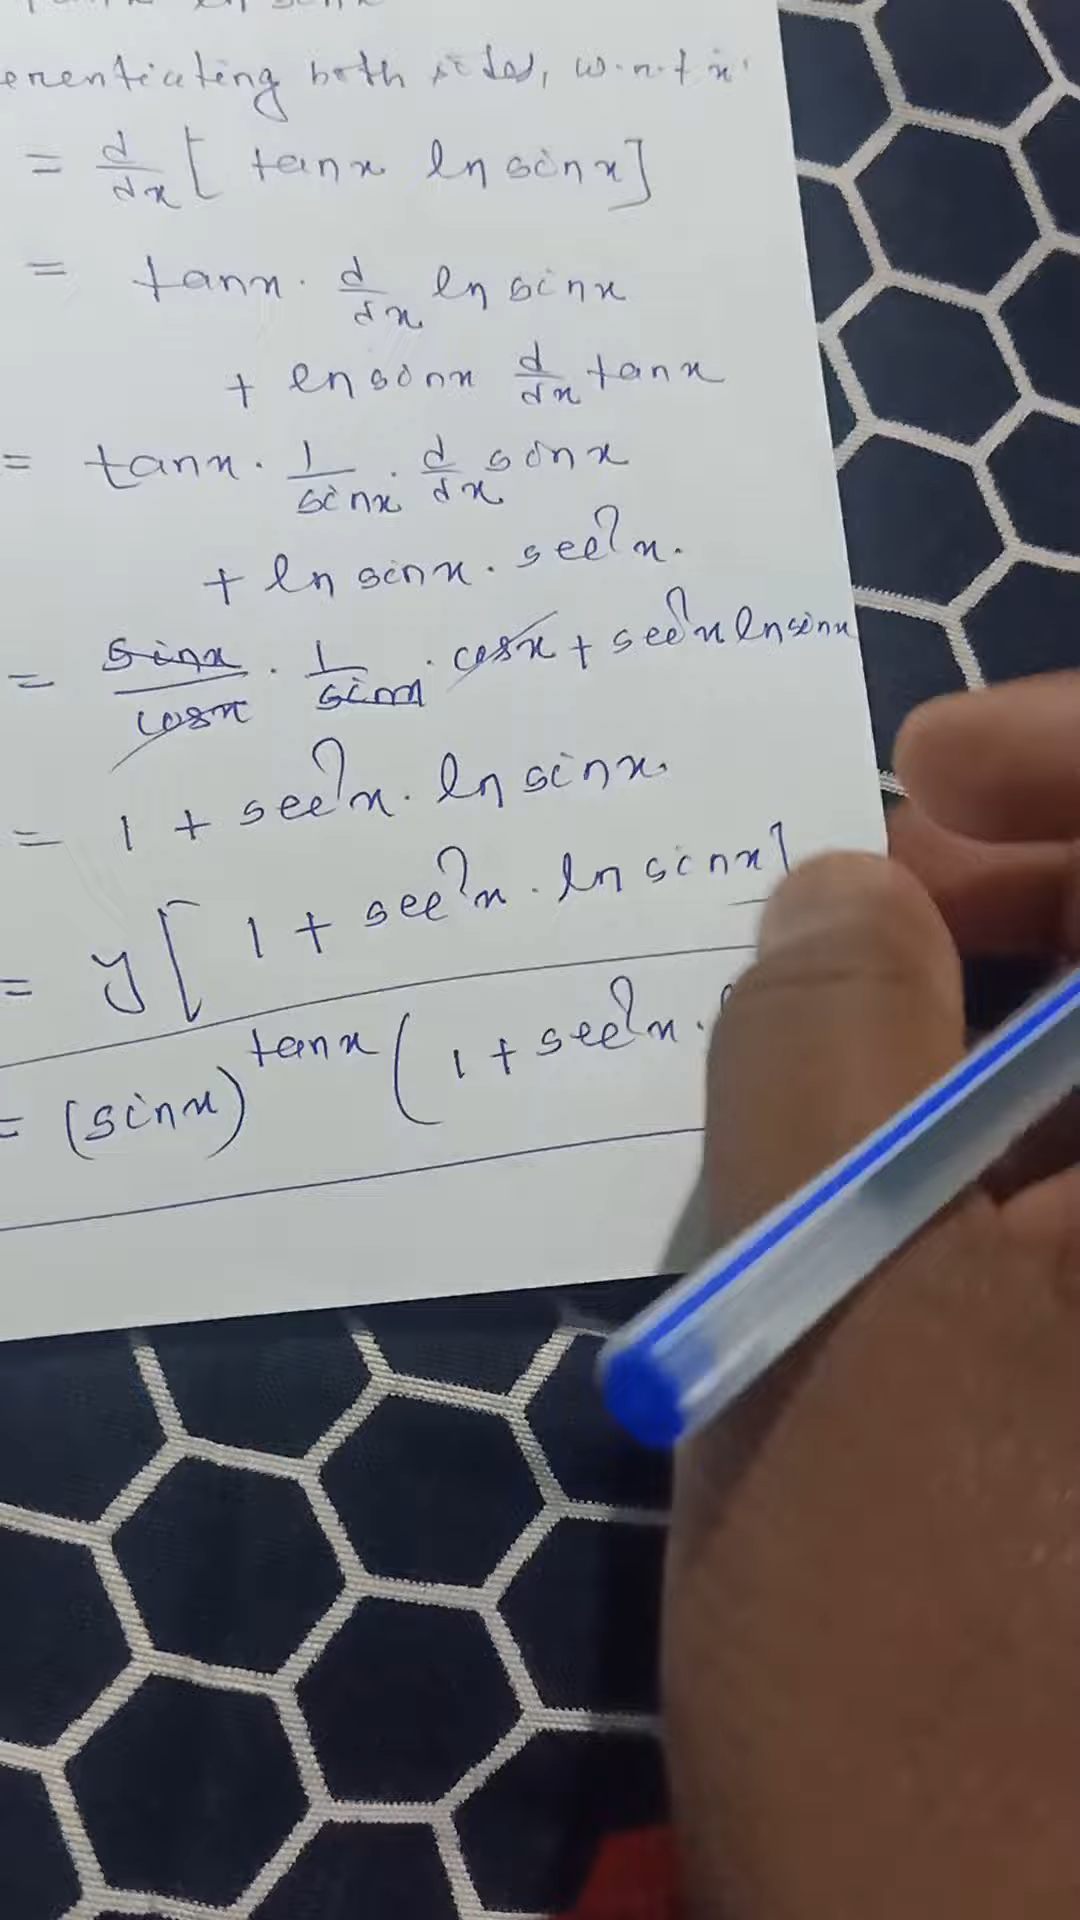 erentiating both sides, w.r.t x.
= d/dx [ tanx ln sinx]
= tanx . d/dx ln sinx
+ ln sinx d/dx tanx
= tanx . 1/sinx . d/dx sinx
+ ln sinx . sec²x.
= sinx/cosx . 1/sinx . cosx + sec²x ln sinx
= 1 + sec²x . ln sinx.
= y [ 1 + sec²x . ln sinx]
= (sinx)^tanx ( 1 + sec²x .